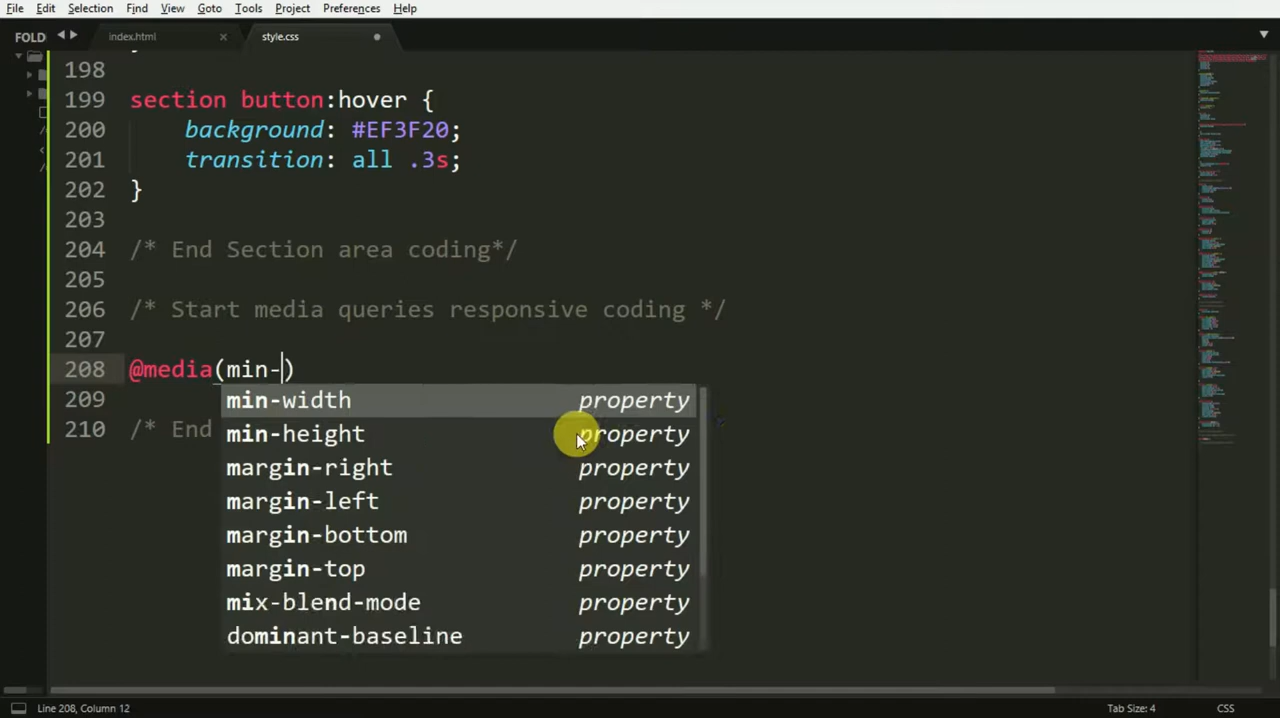 File Edit Selection Find View Goto Tools Project Preferences Help
FOLD index.html style.css
198
199 section button:hover {
200 background: #EF3F20;
201 transition: all .3s;
202 }
203
204 /* End Section area coding*/
205
206 /* Start media queries responsive coding */
207
208 @media(min-)
209 min-width property
210 /* End min-height property
margin-right property
margin-left property
margin-bottom property
margin-top property
mix-blend-mode property
dominant-baseline property
Line 208, Column 12 Tab Size: 4 CSS